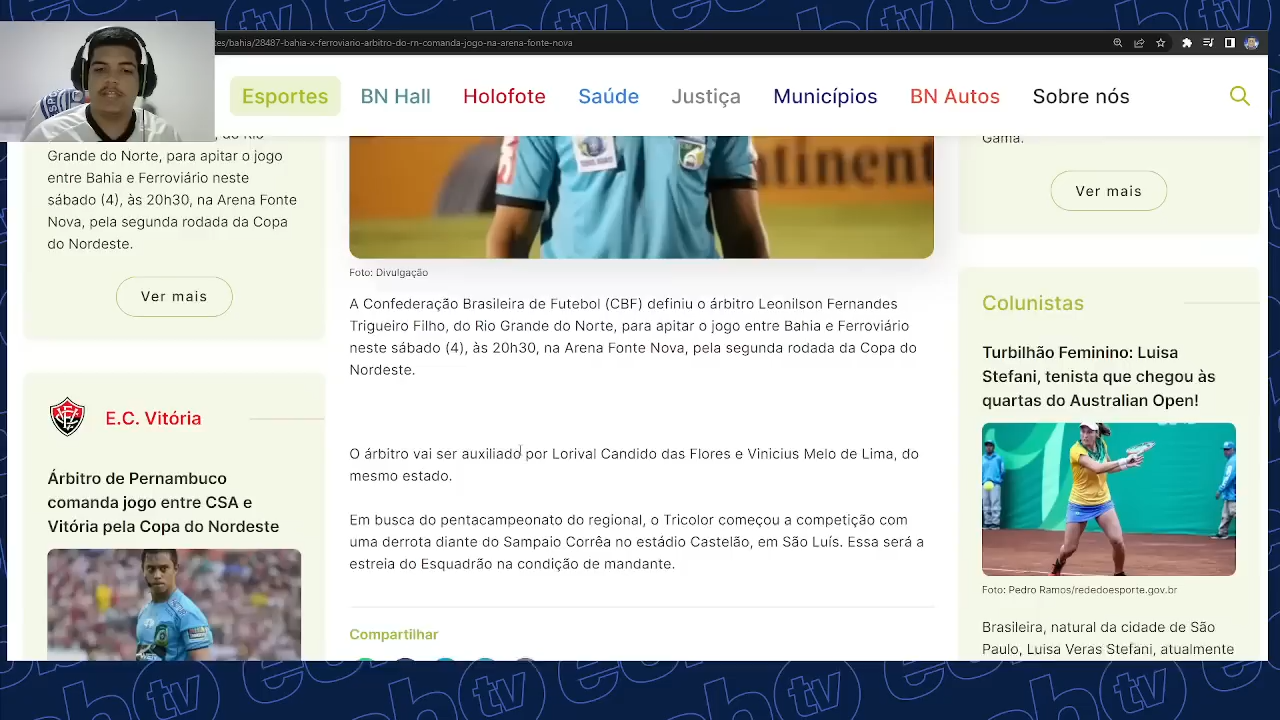 tes/bahia/28487-bahia-x-ferroviario-arbitro-do-rn-comanda-jogo-na-arena-fonte-nova
Esportes
BN Hall
Holofote
Saúde
Justiça
Municípios
BN Autos
Sobre nós
Grande do Norte, para apitar o jogo
entre Bahia e Ferroviário neste
sábado (4), às 20h30, na Arena Fonte
Nova, pela segunda rodada da Copa
do Nordeste.
Ver mais
E.C. Vitória
Árbitro de Pernambuco
comanda jogo entre CSA e
Vitória pela Copa do Nordeste
Foto: Divulgação
A Confederação Brasileira de Futebol (CBF) definiu o árbitro Leonilson Fernandes
Trigueiro Filho, do Rio Grande do Norte, para apitar o jogo entre Bahia e Ferroviário
neste sábado (4), às 20h30, na Arena Fonte Nova, pela segunda rodada da Copa do
Nordeste.
O árbitro vai ser auxiliado por Lorival Candido das Flores e Vinicius Melo de Lima, do
mesmo estado.
Em busca do pentacampeonato do regional, o Tricolor começou a competição com
uma derrota diante do Sampaio Corrêa no estádio Castelão, em São Luís. Essa será a
estreia do Esquadrão na condição de mandante.
Compartilhar
Gama.
Ver mais
Colunistas
Turbilhão Feminino: Luisa
Stefani, tenista que chegou às
quartas do Australian Open!
Foto: Pedro Ramos/rededoesporte.gov.br
Brasileira, natural da cidade de São
Paulo, Luisa Veras Stefani, atualmente
tv
tv